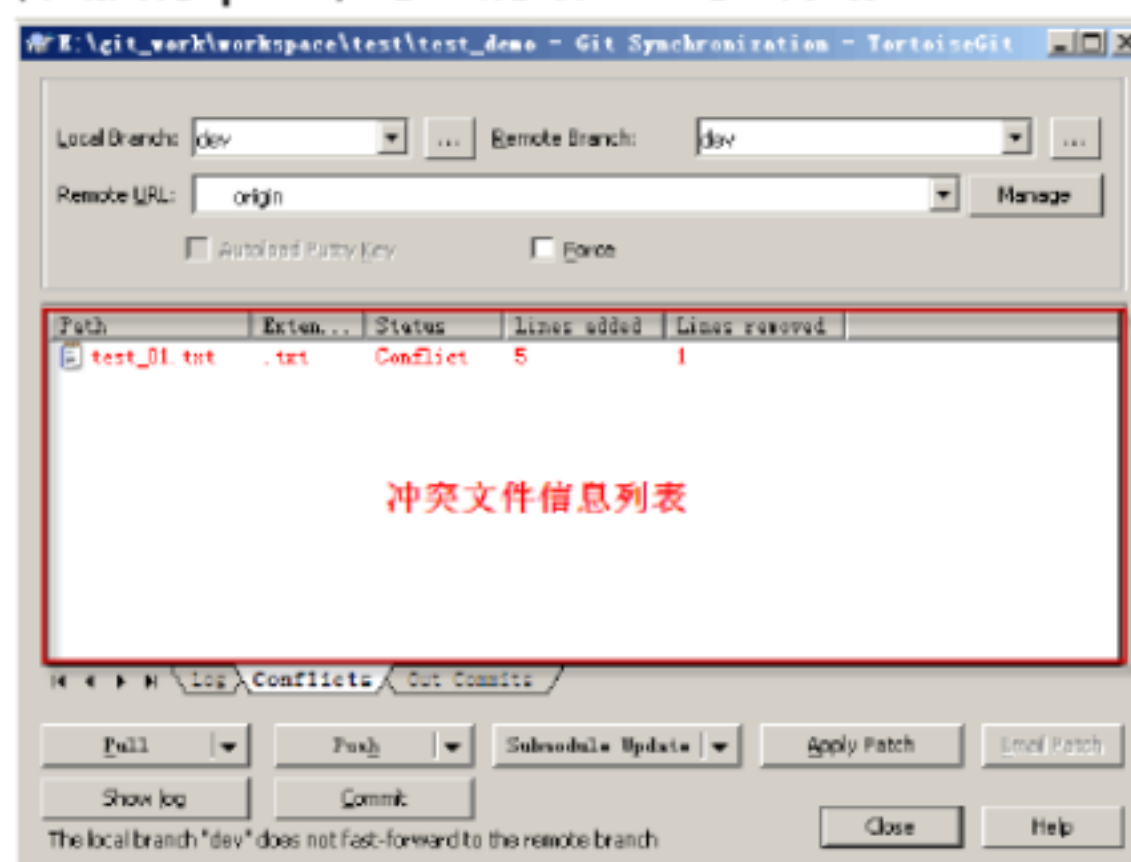 E:\git_work\workspace\test\test_demo - Git Synchronization - TortoiseGit
Local Branch: dev ... Remote Branch: dev ...
Remote URL: origin Manage
Autoload Putty Key Force
Path Exten... Status Lines added Lines removed
test_01.txt .txt Conflict 5 1
冲突文件信息列表
Log Conflicts Out Commits
Pull Push Submodule Update Apply Patch Email Patch
Show log Commit
The local branch "dev" does not fast-forward to the remote branch Close Help